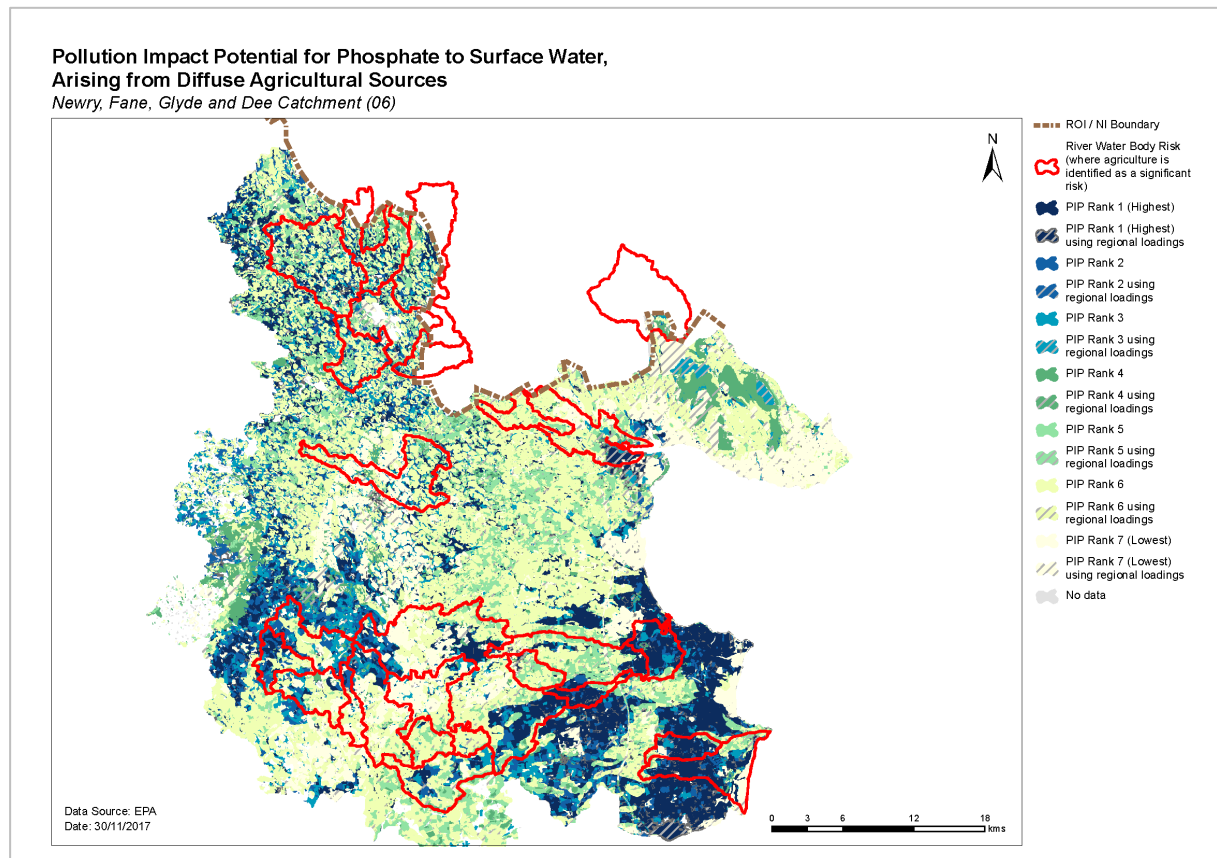 Pollution Impact Potential for Phosphate to Surface Water,
Arising from Diffuse Agricultural Sources
Newry, Fane, Glyde and Dee Catchment (06)
N
ROI / NI Boundary
River Water Body Risk
(where agriculture is
identified as a significant
risk)
PIP Rank 1 (Highest)
PIP Rank 1 (Highest)
using regional loadings
PIP Rank 2
PIP Rank 2 using
regional loadings
PIP Rank 3
PIP Rank 3 using
regional loadings
PIP Rank 4
PIP Rank 4 using
regional loadings
PIP Rank 5
PIP Rank 5 using
regional loadings
PIP Rank 6
PIP Rank 6 using
regional loadings
PIP Rank 7 (Lowest)
PIP Rank 7 (Lowest)
using regional loadings
No data
Data Source: EPA
Date: 30/11/2017
0 3 6 12 18
kms